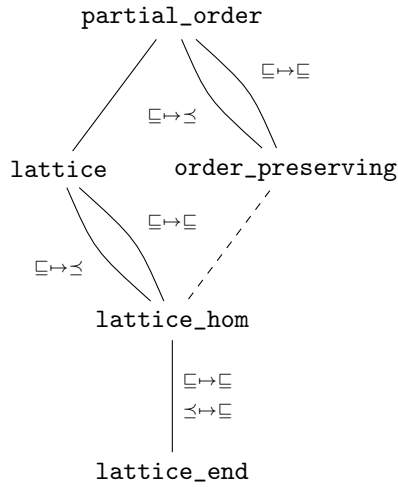 partial_order
⊑↦⊑
⊑↦⪯
lattice
order_preserving
⊑↦⊑
⊑↦⪯
lattice_hom
⊑↦⊑
⪯↦⊑
lattice_end